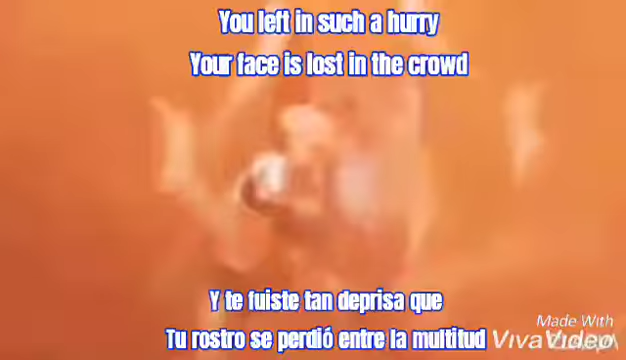 You left in such a hurry
Your face is lost in the crowd
Y te fuiste tan deprisa que
Tu rostro se perdió entre la multitud
Made With
VivaVideo